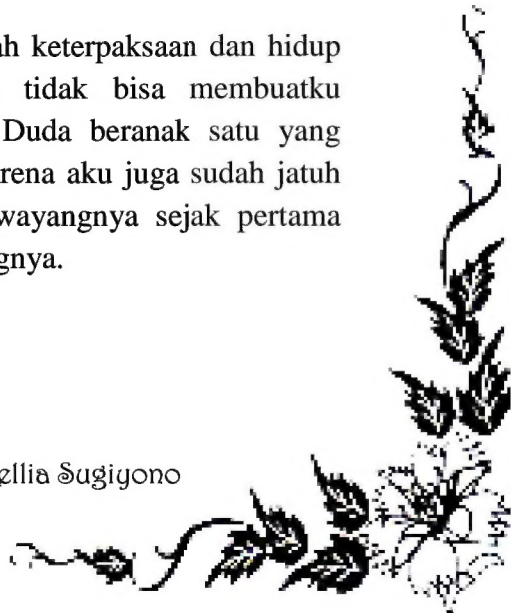 ah keterpaksaan dan hidup
tidak bisa membuatku
Duda beranak satu yang
rena aku juga sudah jatuh
wayangnya sejak pertama
gnya.
ellia Sugiyono